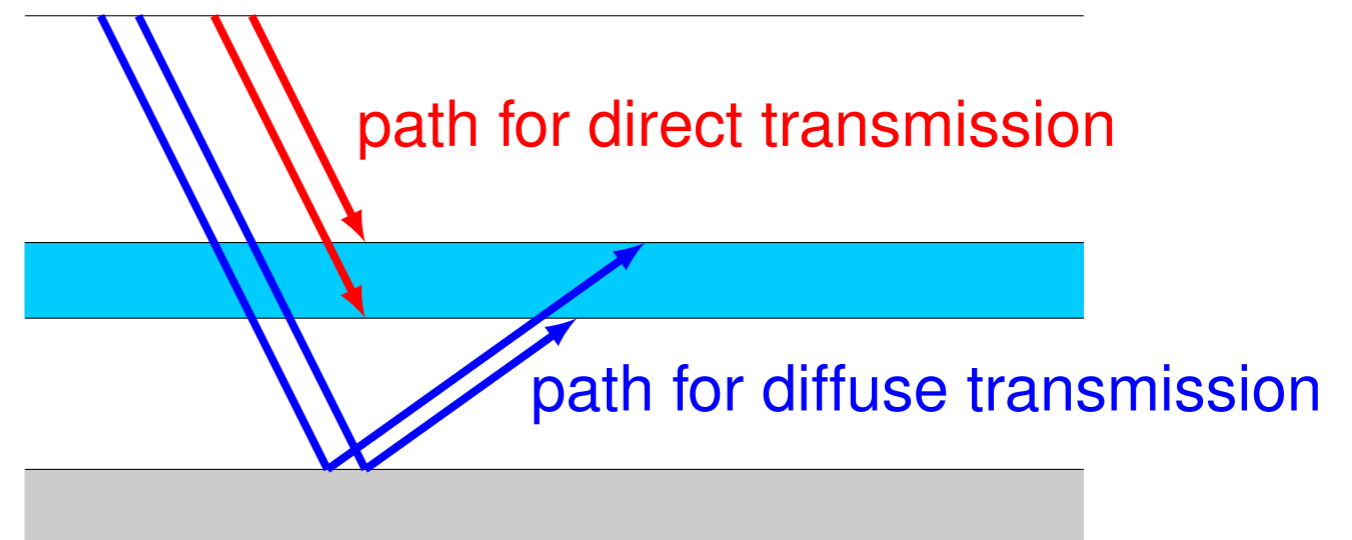 path for direct transmission
path for diffuse transmission